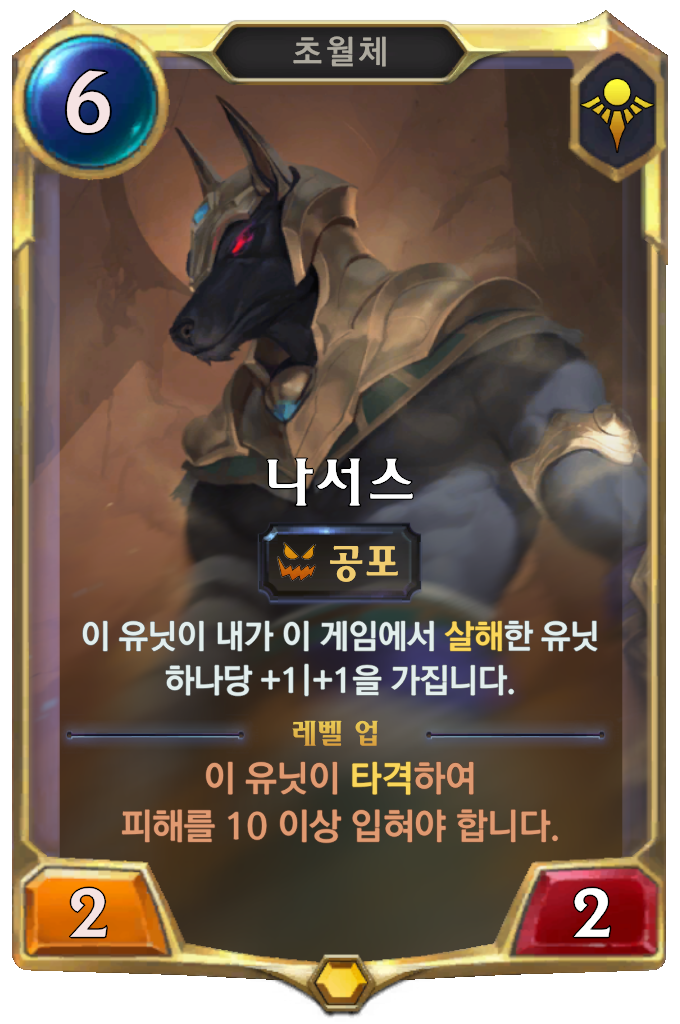 초월체
6
나서스
공포
이 유닛이 내가 이 게임에서 살해한 유닛
하나당 +1|+1을 가집니다.
레벨 업
이 유닛이 타격하여
피해를 10 이상 입혀야 합니다.
2
2